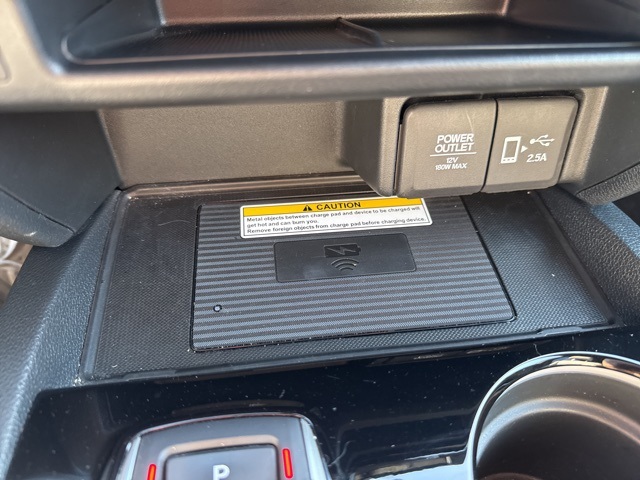 POWER
OUTLET
12V
180W MAX
2.5A
CAUTION
Metal objects between charge pad and device to be charged will
get hot and can burn you.
Remove foreign objects from charge pad before charging device.
P